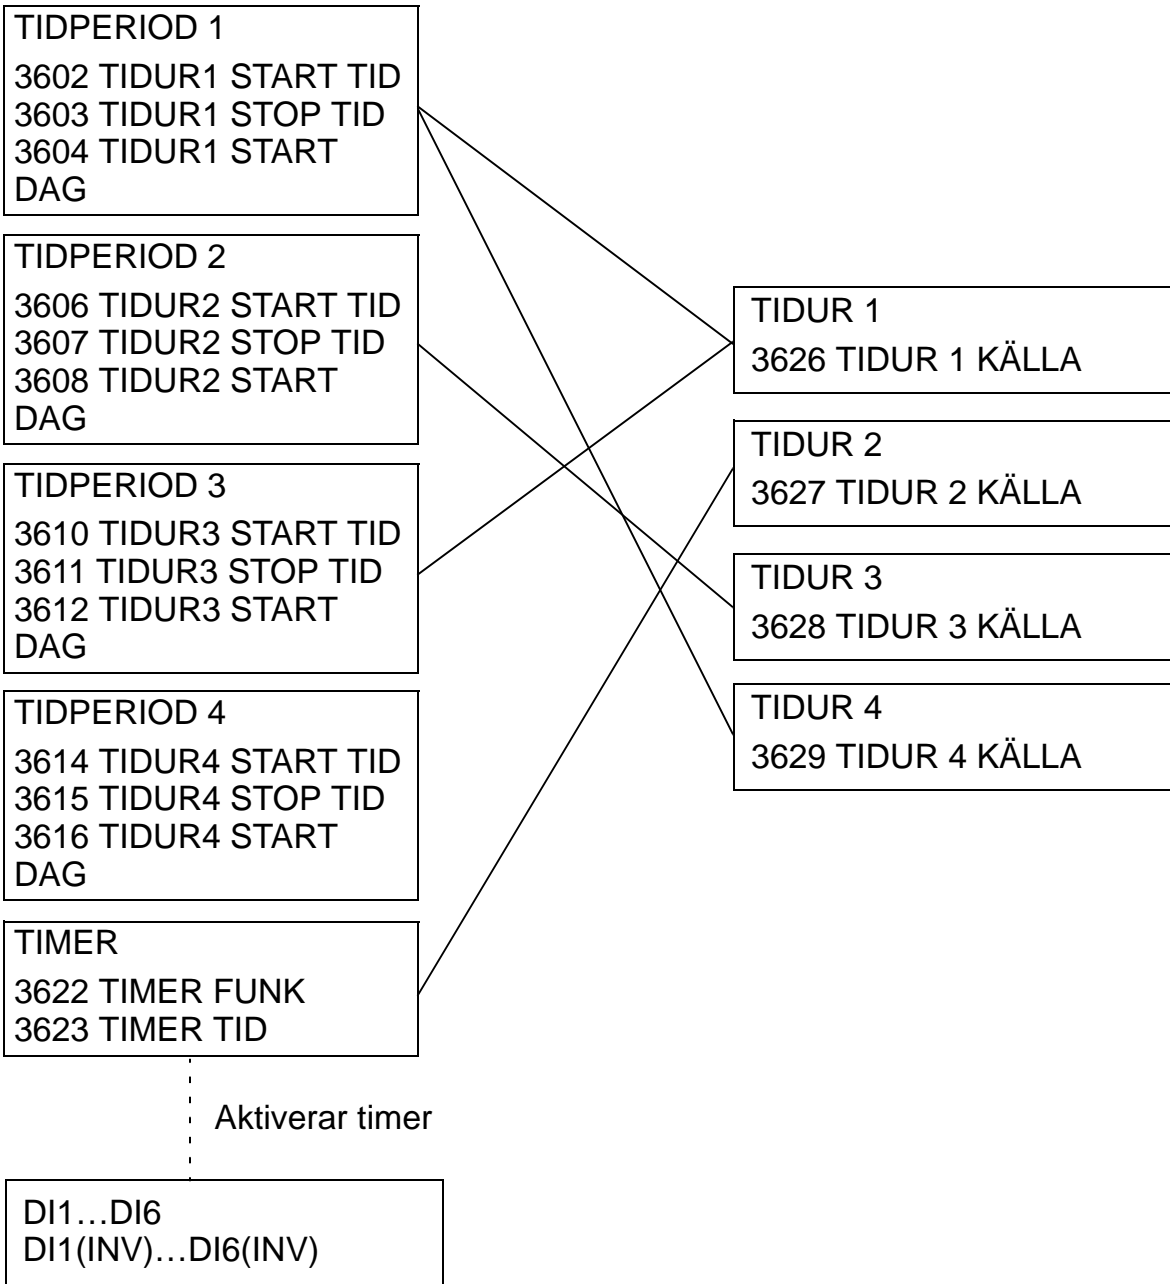 TIDPERIOD 1
3602 TIDUR1 START TID
3603 TIDUR1 STOP TID
3604 TIDUR1 START
DAG
TIDPERIOD 2
3606 TIDUR2 START TID
3607 TIDUR2 STOP TID
3608 TIDUR2 START
DAG
TIDPERIOD 3
3610 TIDUR3 START TID
3611 TIDUR3 STOP TID
3612 TIDUR3 START
DAG
TIDPERIOD 4
3614 TIDUR4 START TID
3615 TIDUR4 STOP TID
3616 TIDUR4 START
DAG
TIMER
3622 TIMER FUNK
3623 TIMER TID
Aktiverar timer
DI1…DI6
DI1(INV)…DI6(INV)
TIDUR 1
3626 TIDUR 1 KÄLLA
TIDUR 2
3627 TIDUR 2 KÄLLA
TIDUR 3
3628 TIDUR 3 KÄLLA
TIDUR 4
3629 TIDUR 4 KÄLLA